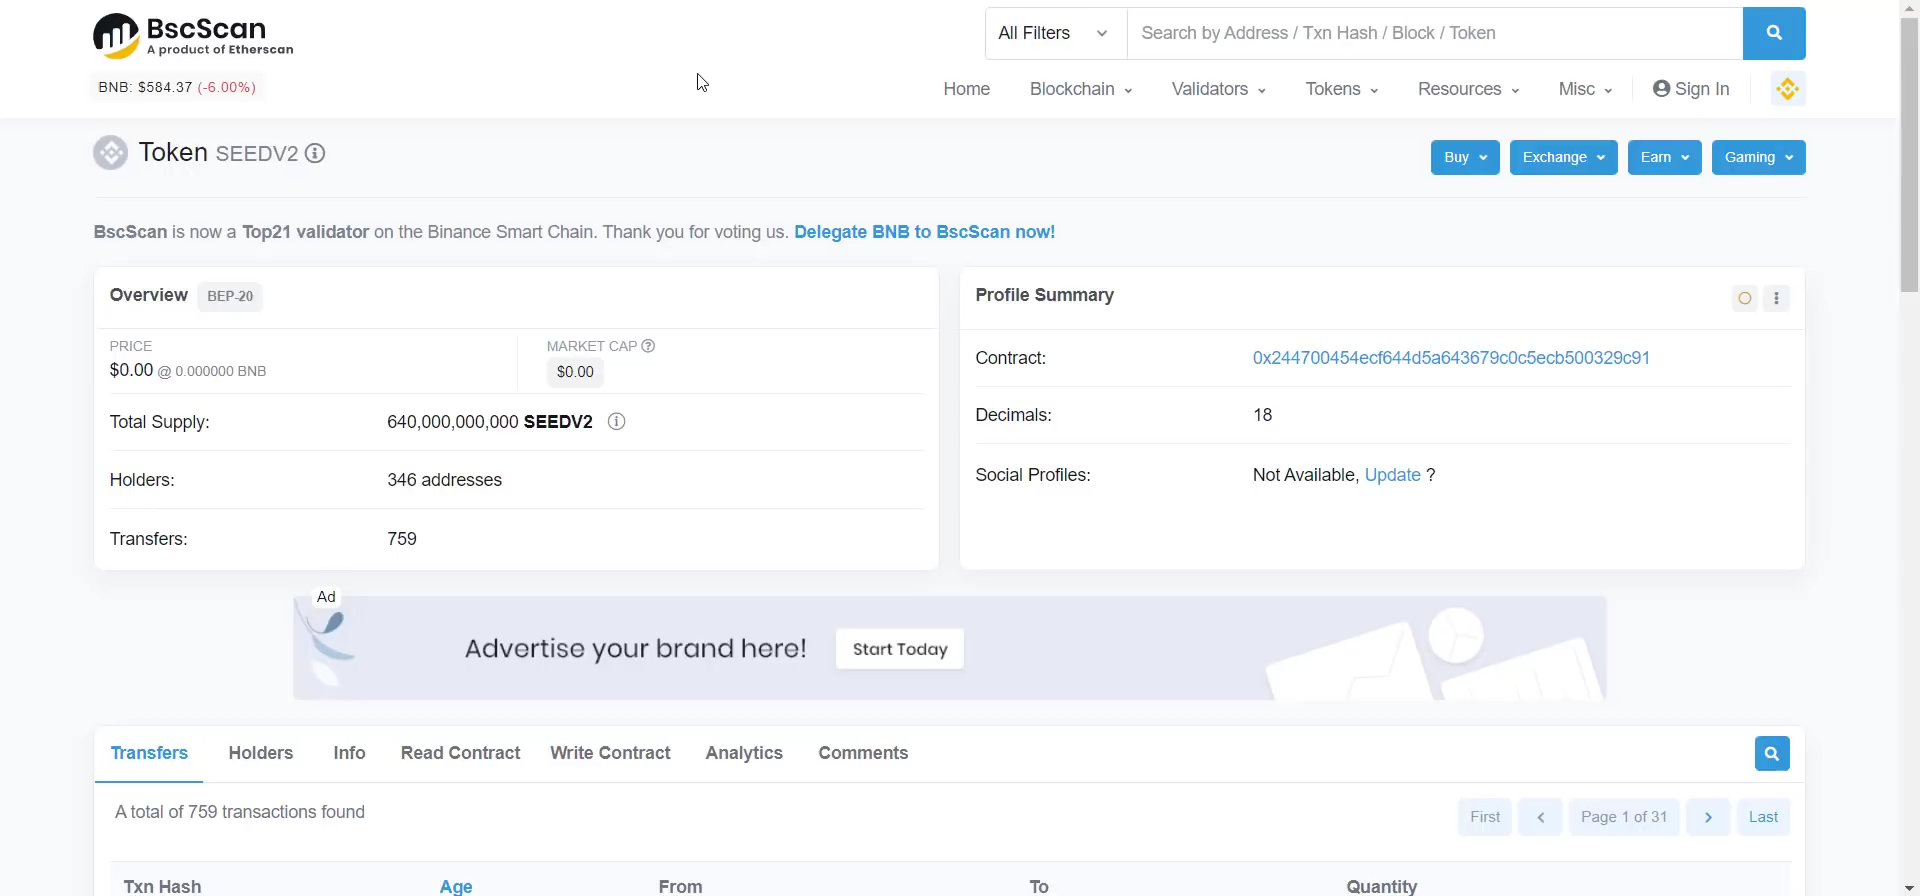 BscScan
A product of Etherscan
All Filters
Search by Address / Txn Hash / Block / Token
BNB: $584.37 (-6.00%)
Home Blockchain Validators Tokens Resources Misc Sign In
Token SEEDV2
Buy Exchange Earn Gaming
BscScan is now a Top21 validator on the Binance Smart Chain. Thank you for voting us. Delegate BNB to BscScan now!
Overview BEP-20
PRICE
$0.00 @ 0.000000 BNB
MARKET CAP
$0.00
Total Supply: 640,000,000,000 SEEDV2
Holders: 346 addresses
Transfers: 759
Profile Summary
Contract: 0x244700454ecf644d5a643679c0c5ecb500329c91
Decimals: 18
Social Profiles: Not Available, Update ?
Ad
Advertise your brand here! Start Today
Transfers Holders Info Read Contract Write Contract Analytics Comments
A total of 759 transactions found
First Page 1 of 31 Last
Txn Hash Age From To Quantity